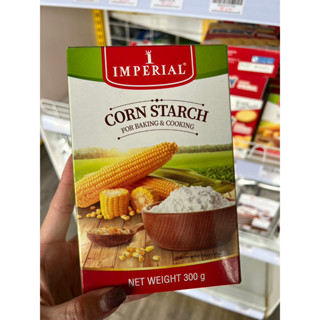 IMPERIAL®
CORN STARCH
FOR BAKING & COOKING
NET WEIGHT 300 g